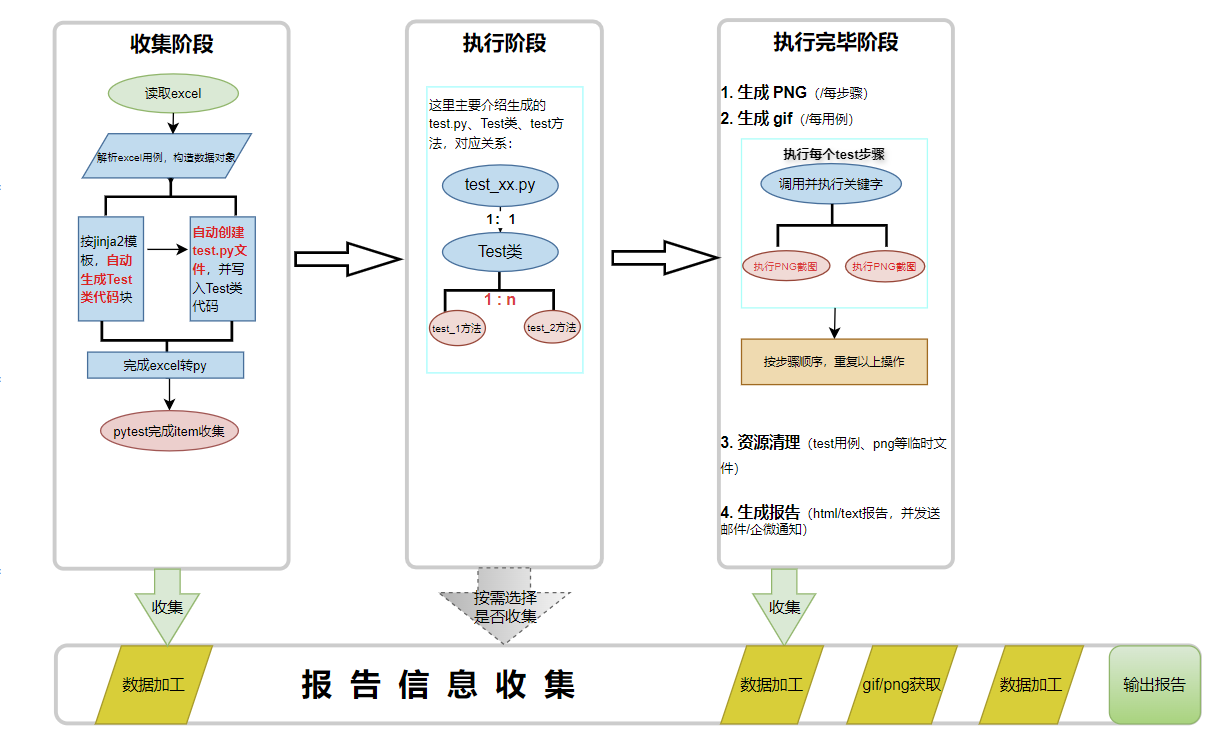 收集阶段
读取excel
解析excel用例，构造数据对象
按jinja2模
板，自动
生成Test
类代码块
自动创建
test.py文
件，并写
入Test类
代码
完成excel转py
pytest完成item收集
执行阶段
这里主要介绍生成的
test.py、Test类、test方
法，对应关系：
test_xx.py
1：1
Test类
1 : n
test_1方法
test_2方法
执行完毕阶段
1. 生成 PNG（/每步骤）
2. 生成 gif（/每用例）
执行每个test步骤
调用并执行关键字
执行PNG截图
执行PNG截图
按步骤顺序，重复以上操作
3. 资源清理（test用例、png等临时文
件）
4. 生成报告（html/text报告，并发送
邮件/企微通知）
收集
按需选择
是否收集
收集
数据加工
报告信息收集
数据加工
gif/png获取
数据加工
输出报告